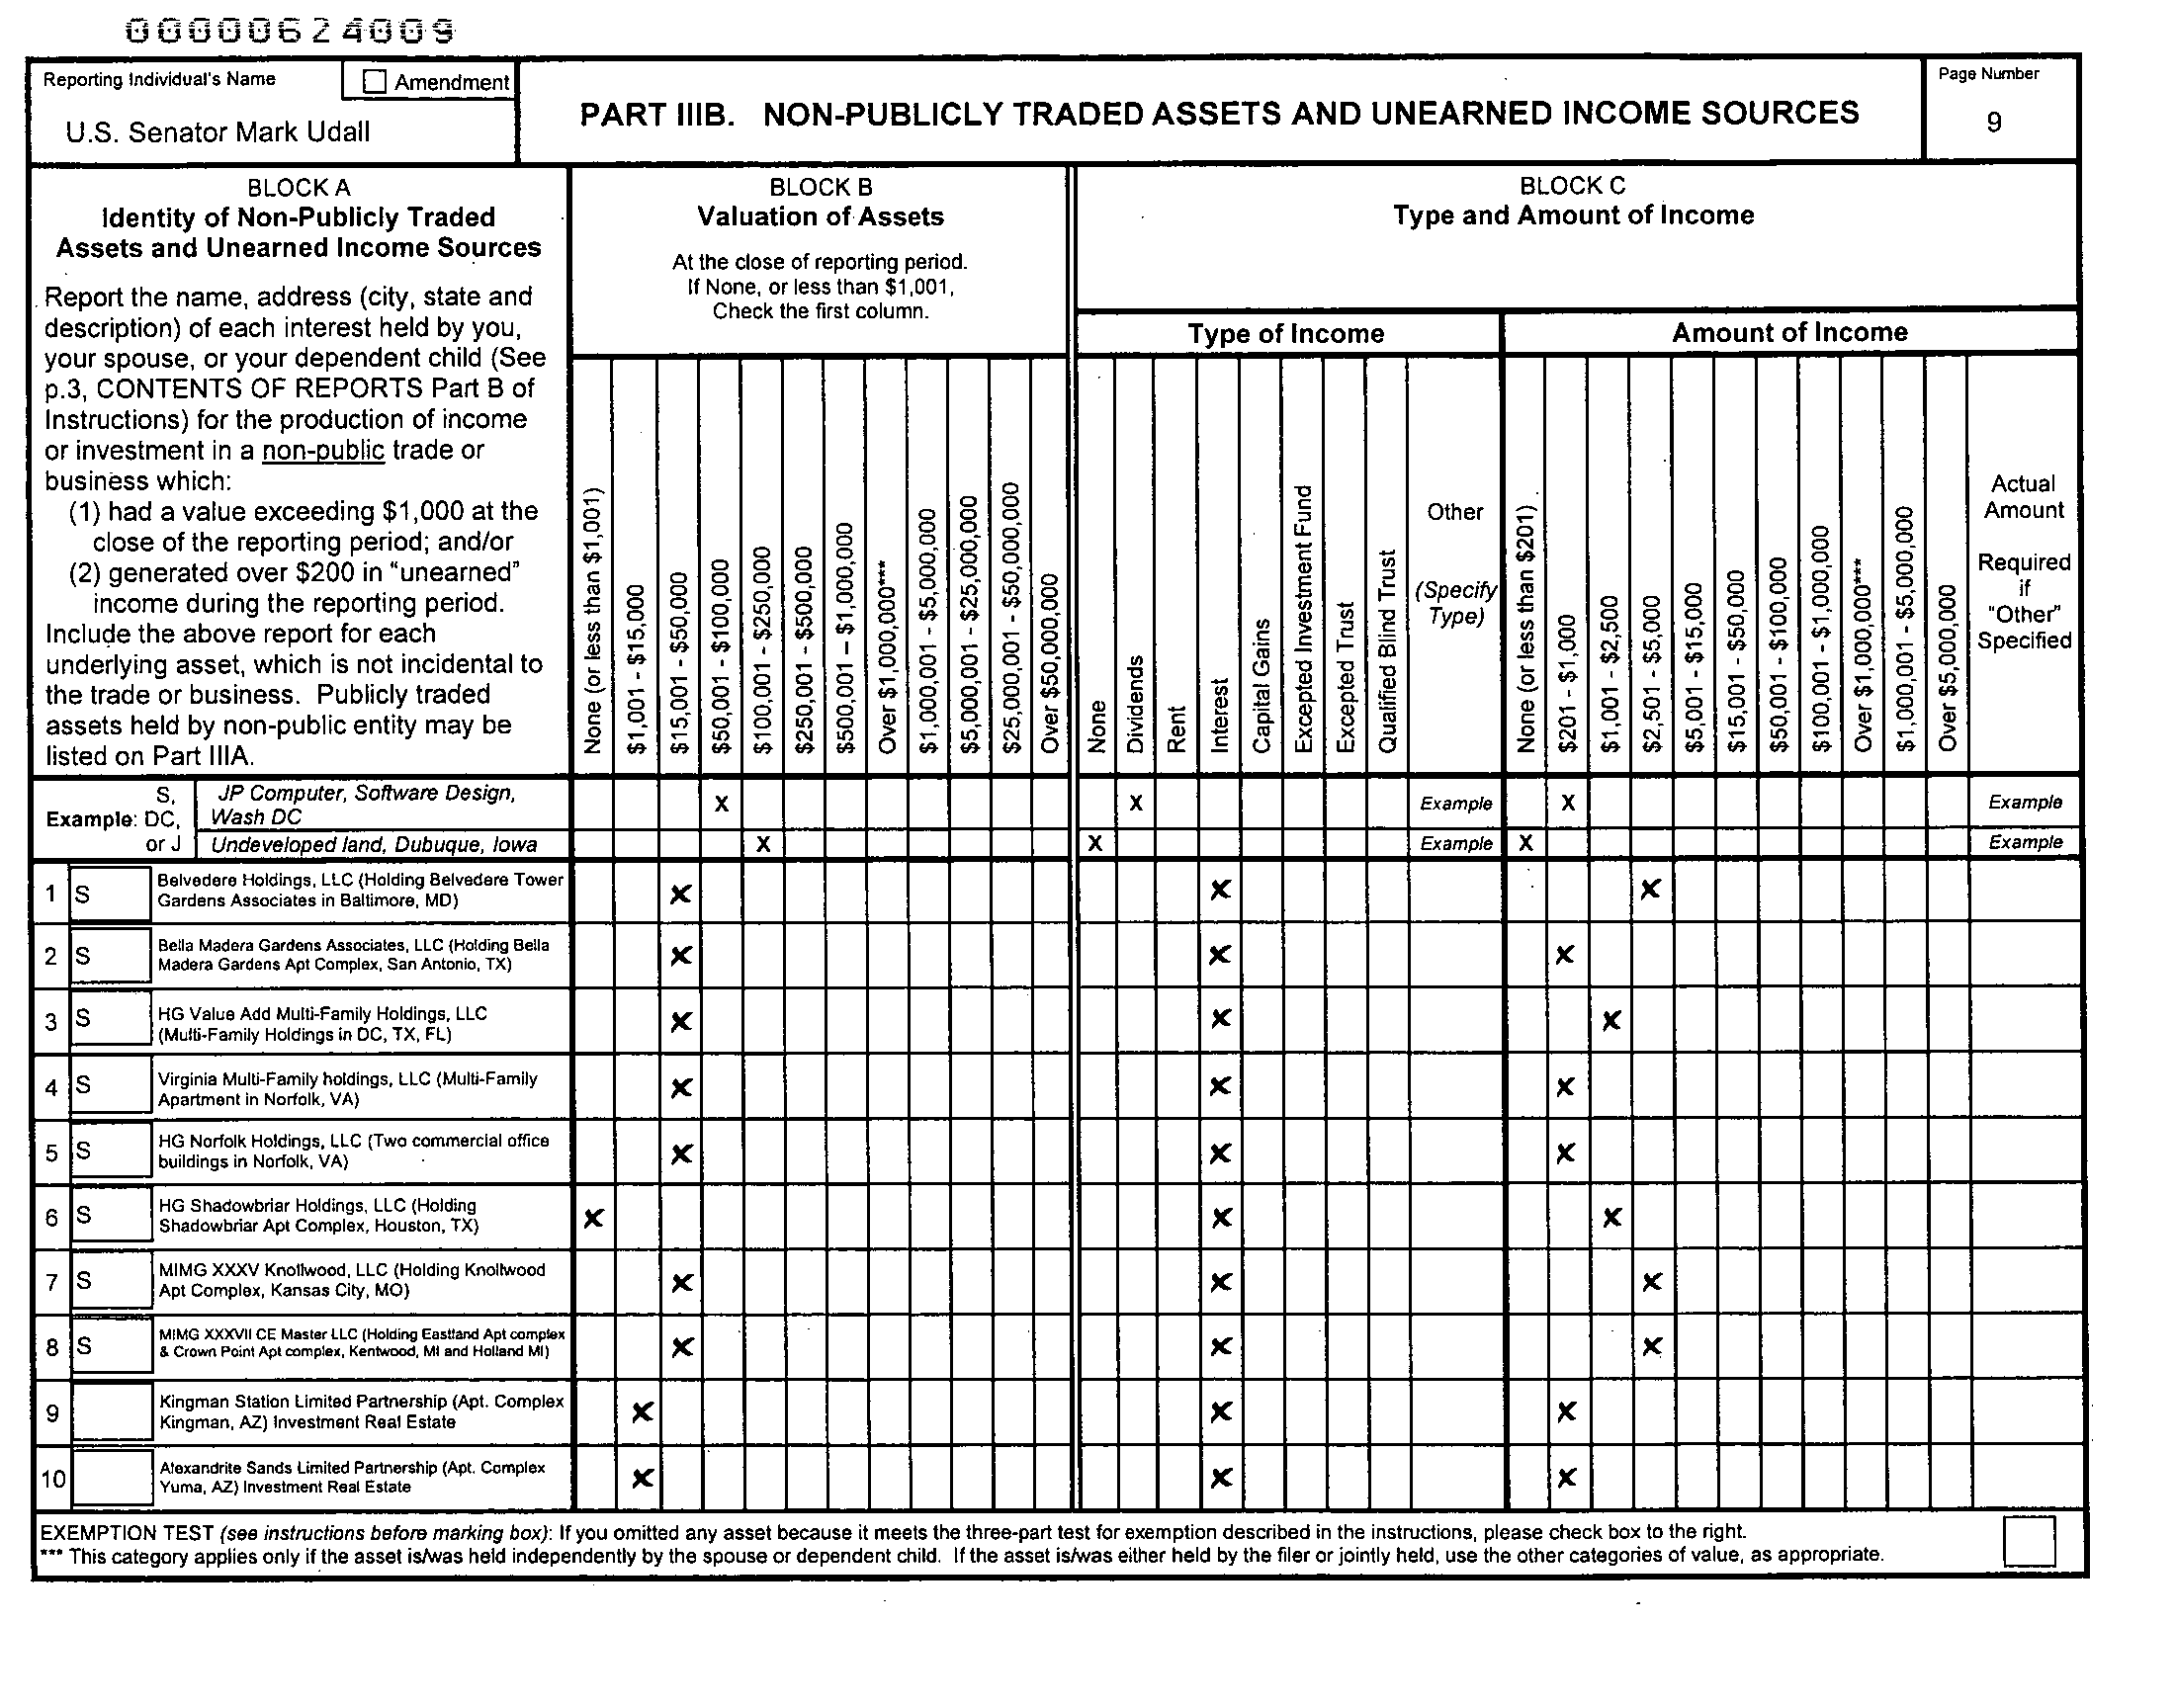 00000624009
Reporting Individual's Name
Amendment
U.S. Senator Mark Udall
PART IIIB. NON-PUBLICLY TRADED ASSETS AND UNEARNED INCOME SOURCES
Page Number
9
BLOCK A
Identity of Non-Publicly Traded
Assets and Unearned Income Sources
Report the name, address (city, state and
description) of each interest held by you,
your spouse, or your dependent child (See
p.3, CONTENTS OF REPORTS Part B of
Instructions) for the production of income
or investment in a non-public trade or
business which:
(1) had a value exceeding $1,000 at the
close of the reporting period; and/or
(2) generated over $200 in "unearned"
income during the reporting period.
Include the above report for each
underlying asset, which is not incidental to
the trade or business. Publicly traded
assets held by non-public entity may be
listed on Part IIIA.
BLOCK B
Valuation of Assets
At the close of reporting period.
If None, or less than $1,001,
Check the first column.
None (or less than $1,001)
$1,001 - $15,000
$15,001 - $50,000
$50,001 - $100,000
$100,001 - $250,000
$250,001 - $500,000
$500,001 – $1,000,000
Over $1,000,000***
$1,000,001 - $5,000,000
$5,000,001 - $25,000,000
$25,000,001 - $50,000,000
Over $50,000,000
BLOCK C
Type and Amount of Income
Type of Income
None
Dividends
Rent
Interest
Capital Gains
Excepted Investment Fund
Excepted Trust
Qualified Blind Trust
Other
(Specify
Type)
Amount of Income
None (or less than $201)
$201 - $1,000
$1,001 - $2,500
$2,501 - $5,000
$5,001 - $15,000
$15,001 - $50,000
$50,001 - $100,000
$100,001 - $1,000,000
Over $1,000,000***
$1,000,001 - $5,000,000
Over $5,000,000
Actual
Amount
Required
if
"Other"
Specified
S,
Example: DC,
or J
JP Computer, Software Design,
Wash DC
X X Example X Example
Undeveloped land, Dubuque, Iowa X X Example X Example
1 S Belvedere Holdings, LLC (Holding Belvedere Tower
Gardens Associates in Baltimore, MD) X X X
2 S Bella Madera Gardens Associates, LLC (Holding Bella
Madera Gardens Apt Complex, San Antonio, TX) X X X
3 S HG Value Add Multi-Family Holdings, LLC
(Multi-Family Holdings in DC, TX, FL) X X X
4 S Virginia Multi-Family holdings, LLC (Multi-Family
Apartment in Norfolk, VA) X X X
5 S HG Norfolk Holdings, LLC (Two commercial office
buildings in Norfolk, VA) X X X
6 S HG Shadowbriar Holdings, LLC (Holding
Shadowbriar Apt Complex, Houston, TX) X X X
7 S MIMG XXXV Knollwood, LLC (Holding Knollwood
Apt Complex, Kansas City, MO) X X X
8 S MIMG XXXVII CE Master LLC (Holding Eastland Apt complex
& Crown Point Apt complex, Kentwood, MI and Holland MI) X X X
9 Kingman Station Limited Partnership (Apt. Complex
Kingman, AZ) Investment Real Estate X X X
10 Alexandrite Sands Limited Partnership (Apt. Complex
Yuma, AZ) Investment Real Estate X X X
EXEMPTION TEST (see instructions before marking box): If you omitted any asset because it meets the three-part test for exemption described in the instructions, please check box to the right.
*** This category applies only if the asset is/was held independently by the spouse or dependent child. If the asset is/was either held by the filer or jointly held, use the other categories of value, as appropriate.